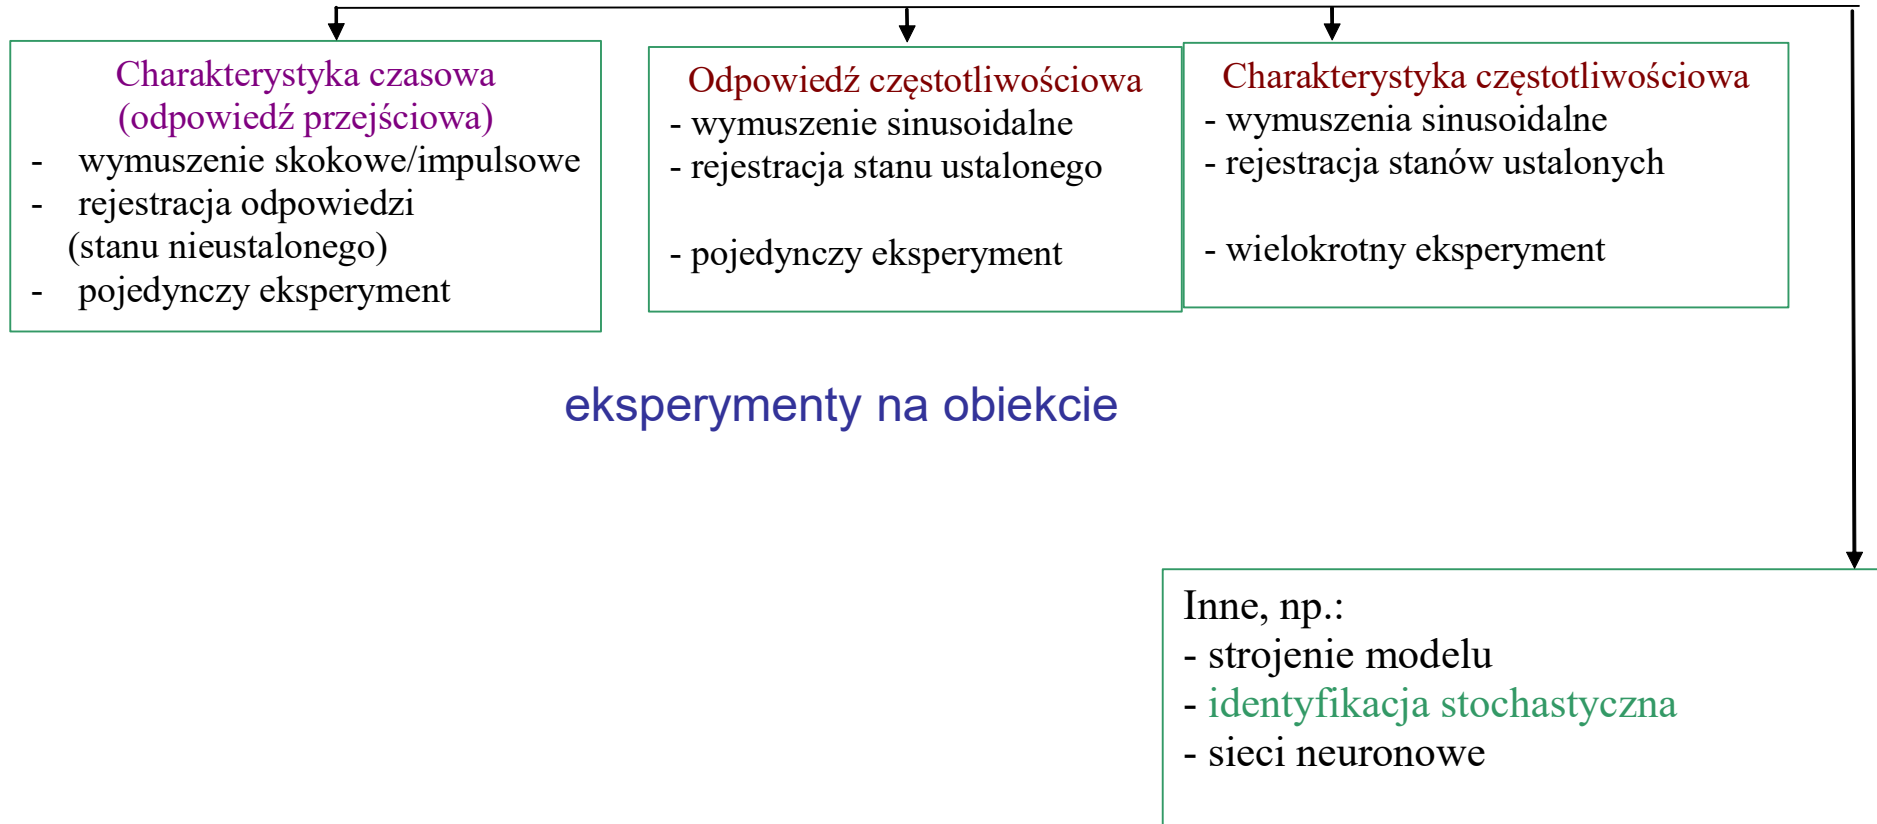 Charakterystyka czasowa
(odpowiedź przejściowa)
- wymuszenie skokowe/impulsowe
- rejestracja odpowiedzi
(stanu nieustalonego)
- pojedynczy eksperyment
Odpowiedź częstotliwościowa
- wymuszenie sinusoidalne
- rejestracja stanu ustalonego
- pojedynczy eksperyment
Charakterystyka częstotliwościowa
- wymuszenia sinusoidalne
- rejestracja stanów ustalonych
- wielokrotny eksperyment
eksperymenty na obiekcie
Inne, np.:
- strojenie modelu
- identyfikacja stochastyczna
- sieci neuronowe